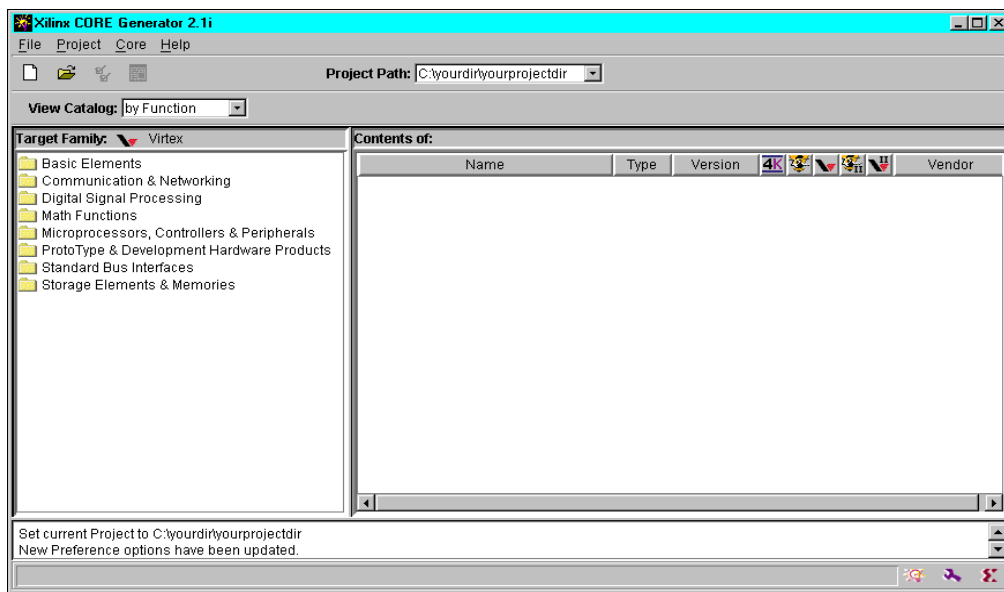 Xilinx CORE Generator 2.1i
File Project Core Help
Project Path: C:\yourdir\yourprojectdir
View Catalog: by Function
Target Family: Virtex
Contents of:
Basic Elements
Communication & Networking
Digital Signal Processing
Math Functions
Microprocessors, Controllers & Peripherals
ProtoType & Development Hardware Products
Standard Bus Interfaces
Storage Elements & Memories
Name Type Version 4K II II Vendor
Set current Project to C:\yourdir\yourprojectdir
New Preference options have been updated.